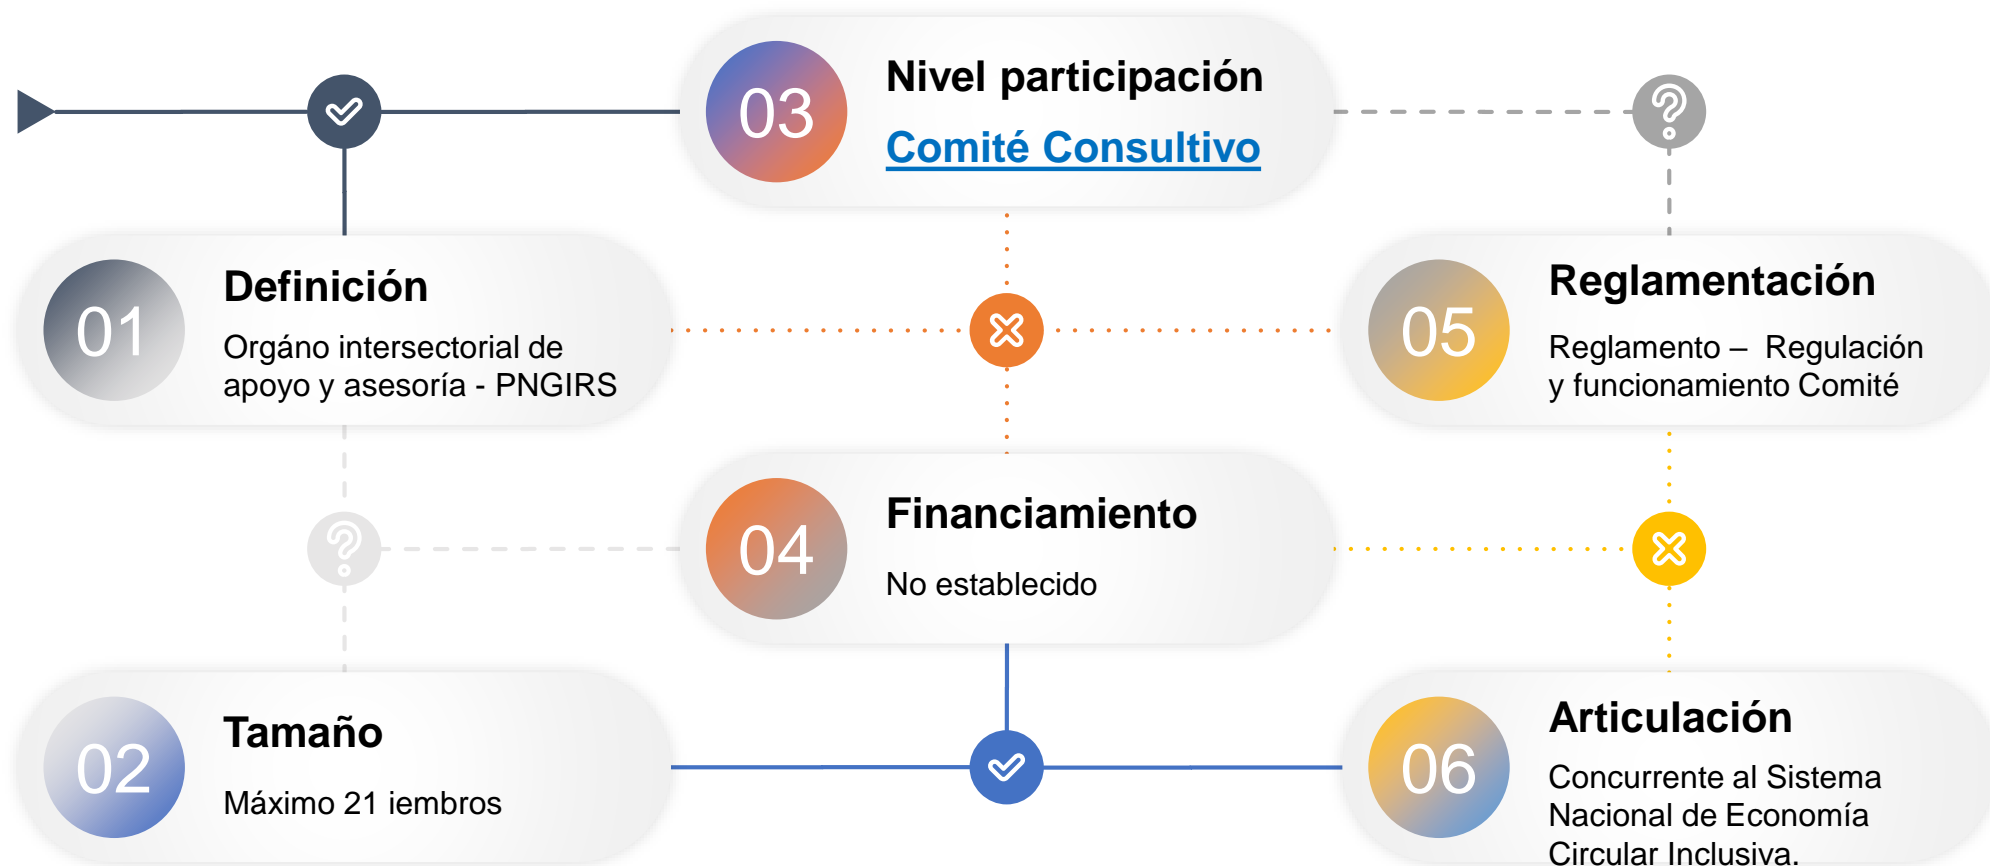 01
Definición
Orgáno intersectorial de
apoyo y asesoría - PNGIRS
02
Tamaño
Máximo 21 iembros
03
Nivel participación
Comité Consultivo
04
Financiamiento
No establecido
05
Reglamentación
Reglamento – Regulación
y funcionamiento Comité
06
Articulación
Concurrente al Sistema
Nacional de Economía
Circular Inclusiva.